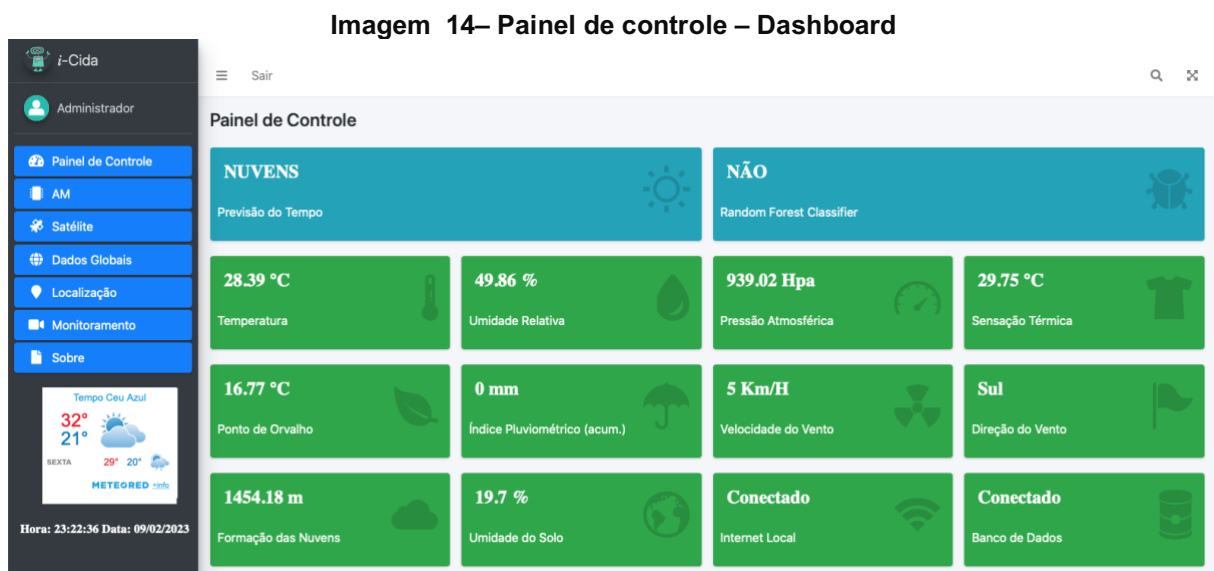 Imagem 14– Painel de controle – Dashboard
i-Cida
Administrador
Painel de Controle
AM
Satélite
Dados Globais
Localização
Monitoramento
Sobre
Tempo Ceu Azul
32°
21°
SEXTA 29° 20°
METEORED +info
Hora: 23:22:36 Data: 09/02/2023
Sair
Painel de Controle
NUVENS
Previsão do Tempo
NÃO
Random Forest Classifier
28.39 °C
Temperatura
49.86 %
Umidade Relativa
939.02 Hpa
Pressão Atmosférica
29.75 °C
Sensação Térmica
16.77 °C
Ponto de Orvalho
0 mm
Índice Pluviométrico (acum.)
5 Km/H
Velocidade do Vento
Sul
Direção do Vento
1454.18 m
Formação das Nuvens
19.7 %
Umidade do Solo
Conectado
Internet Local
Conectado
Banco de Dados